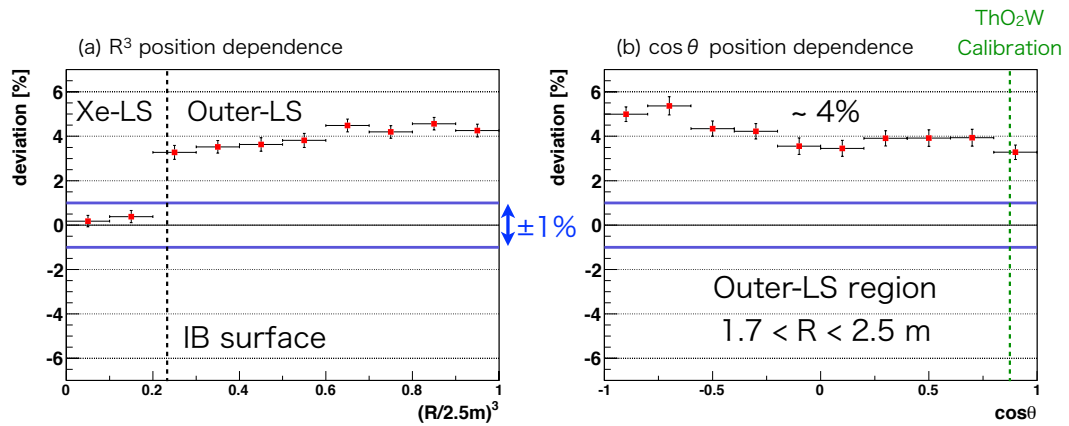 ThO₂W
Calibration
(a) R³ position dependence
(b) cos θ position dependence
deviation [%]
6
4
2
0
-2
-4
-6
Xe-LS
Outer-LS
±1%
IB surface
0
0.2
0.4
0.6
0.8
1
(R/2.5m)³
deviation [%]
6
4
2
0
-2
-4
-6
~ 4%
Outer-LS region
1.7 < R < 2.5 m
-1
-0.5
0
0.5
1
cosθ